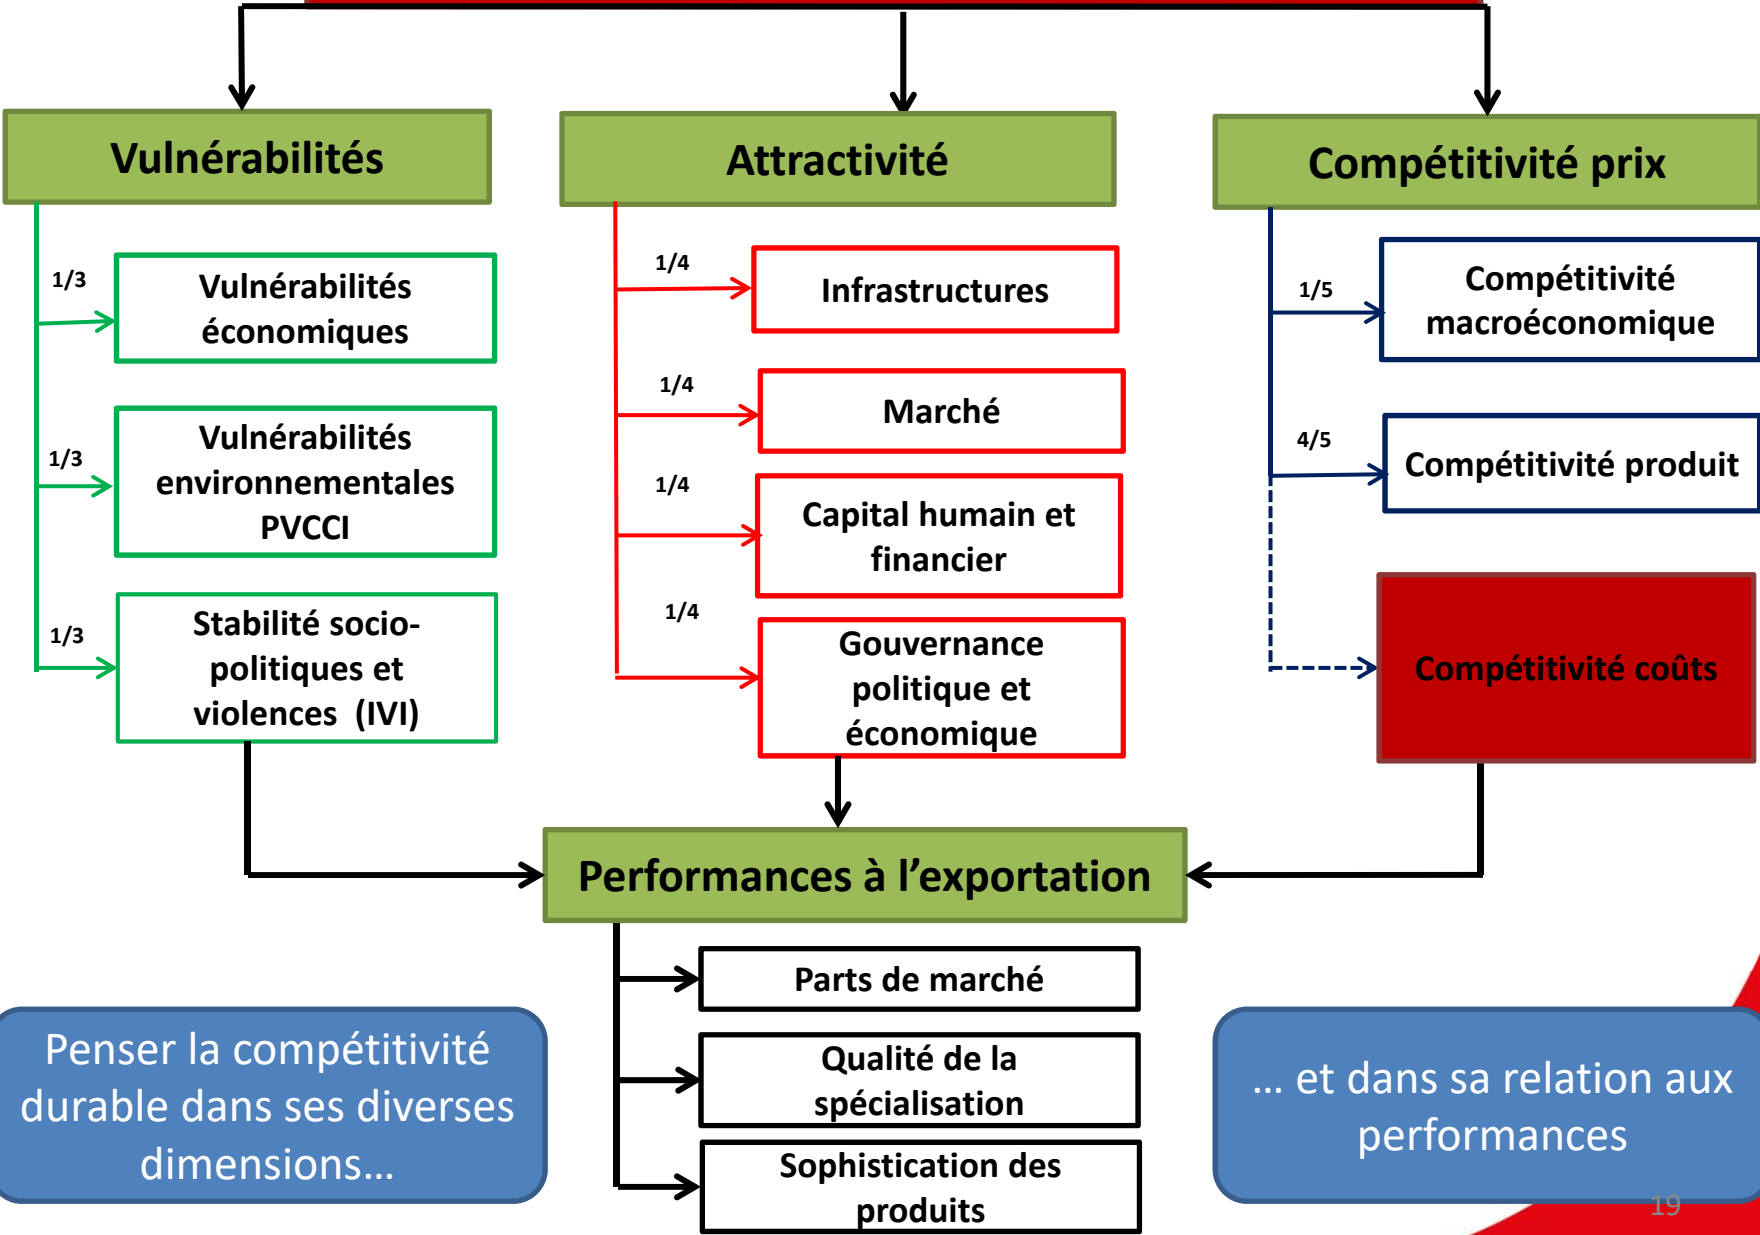 Vulnérabilités
1/3
Vulnérabilités
économiques
1/3
Vulnérabilités
environnementales
PVCCI
1/3
Stabilité socio-
politiques et
violences (IVI)
Attractivité
1/4
Infrastructures
1/4
Marché
1/4
Capital humain et
financier
1/4
Gouvernance
politique et
économique
Compétitivité prix
1/5
Compétitivité
macroéconomique
4/5
Compétitivité produit
Compétitivité coûts
Performances à l’exportation
Parts de marché
Qualité de la
spécialisation
Sophistication des
produits
Penser la compétitivité
durable dans ses diverses
dimensions…
… et dans sa relation aux
performances
19